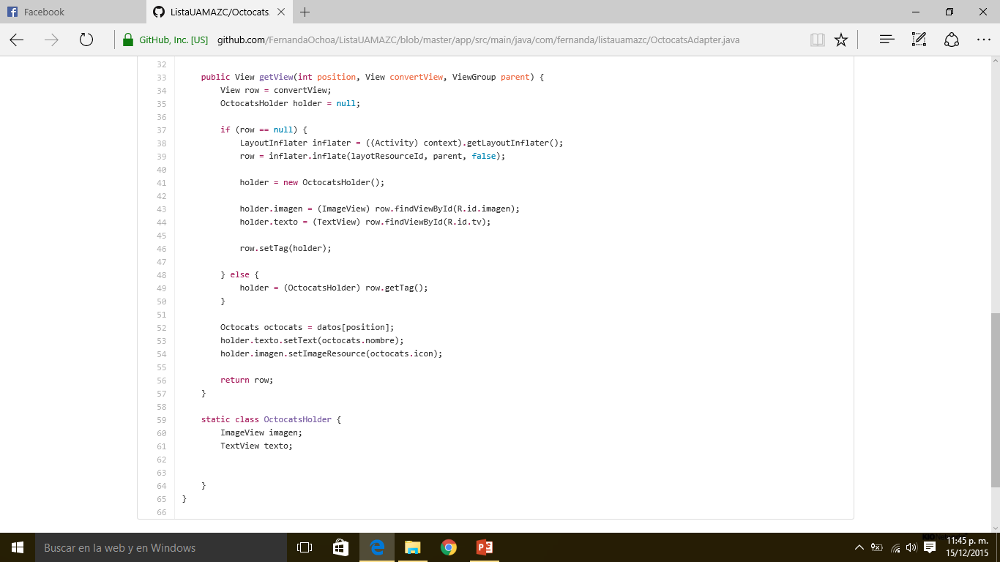 Facebook
ListaUAMAZC/Octocats.
GitHub, Inc. [US] github.com/FernandaOchoa/ListaUAMAZC/blob/master/app/src/main/java/com/fernanda/listauamazc/OctocatsAdapter.java
32
33 public View getView(int position, View convertView, ViewGroup parent) {
34 View row = convertView;
35 OctocatsHolder holder = null;
36
37 if (row == null) {
38 LayoutInflater inflater = ((Activity) context).getLayoutInflater();
39 row = inflater.inflate(layotResourceId, parent, false);
40
41 holder = new OctocatsHolder();
42
43 holder.imagen = (ImageView) row.findViewById(R.id.imagen);
44 holder.texto = (TextView) row.findViewById(R.id.tv);
45
46 row.setTag(holder);
47
48 } else {
49 holder = (OctocatsHolder) row.getTag();
50 }
51
52 Octocats octocats = datos[position];
53 holder.texto.setText(octocats.nombre);
54 holder.imagen.setImageResource(octocats.icon);
55
56 return row;
57 }
58
59 static class OctocatsHolder {
60 ImageView imagen;
61 TextView texto;
62
63
64 }
65 }
66
Buscar en la web y en Windows
11:45 p. m.
15/12/2015